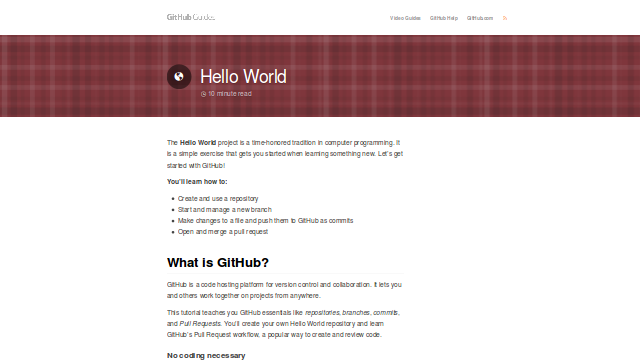 GitHub Guides
Video Guides GitHub Help GitHub.com
Hello World
10 minute read
The Hello World project is a time-honored tradition in computer programming. It
is a simple exercise that gets you started when learning something new. Let's get
started with GitHub!
You'll learn how to:
Create and use a repository
Start and manage a new branch
Make changes to a file and push them to GitHub as commits
Open and merge a pull request
What is GitHub?
GitHub is a code hosting platform for version control and collaboration. It lets you
and others work together on projects from anywhere.
This tutorial teaches you GitHub essentials like repositories, branches, commits,
and Pull Requests. You'll create your own Hello World repository and learn
GitHub's Pull Request workflow, a popular way to create and review code.
No coding necessary